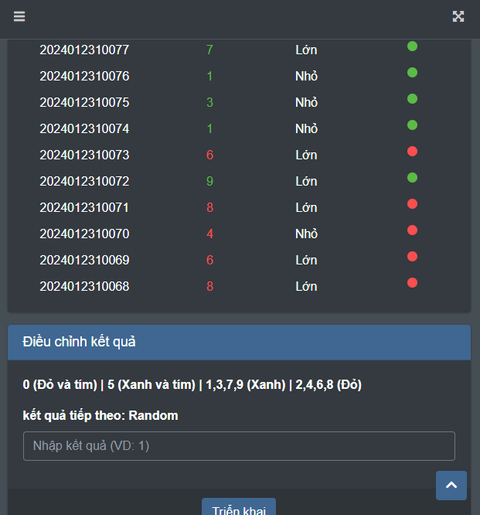 2024012310077 7 Lớn
2024012310076 1 Nhỏ
2024012310075 3 Nhỏ
2024012310074 1 Nhỏ
2024012310073 6 Lớn
2024012310072 9 Lớn
2024012310071 8 Lớn
2024012310070 4 Nhỏ
2024012310069 6 Lớn
2024012310068 8 Lớn
Điều chỉnh kết quả
0 (Đỏ và tím) | 5 (Xanh và tím) | 1,3,7,9 (Xanh) | 2,4,6,8 (Đỏ)
kết quả tiếp theo: Random
Nhập kết quả (VD: 1)
Triển khai